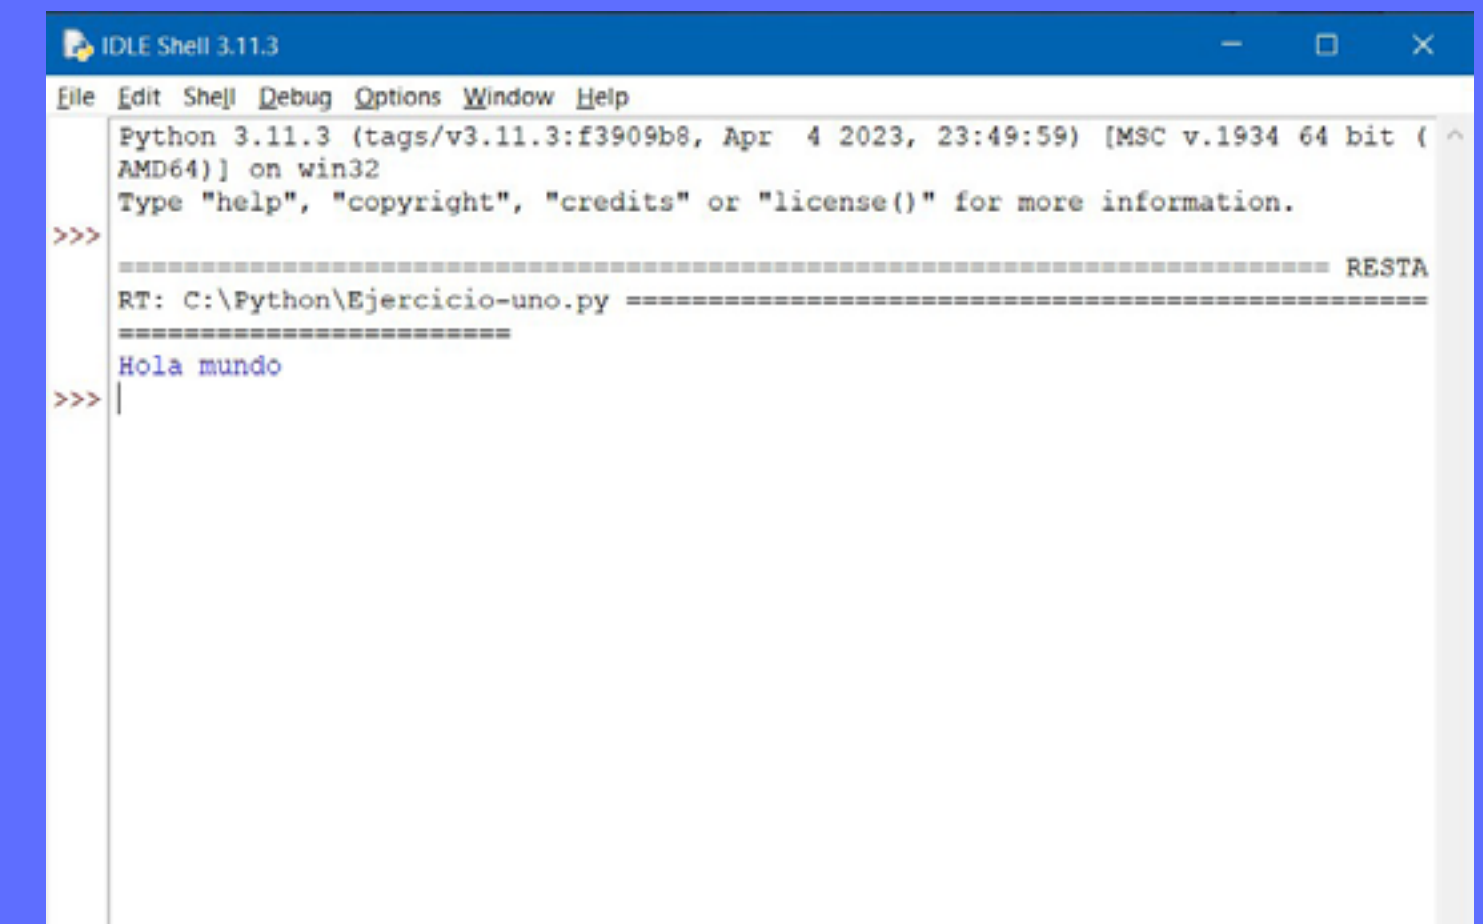 IDLE Shell 3.11.3
File Edit Shell Debug Options Window Help
Python 3.11.3 (tags/v3.11.3:f3909b8, Apr  4 2023, 23:49:59) [MSC v.1934 64 bit (
AMD64)] on win32
Type "help", "copyright", "credits" or "license()" for more information.
>>>
========================================================================== RESTA
RT: C:\Python\Ejercicio-uno.py =================================================
========================
Hola mundo
>>>